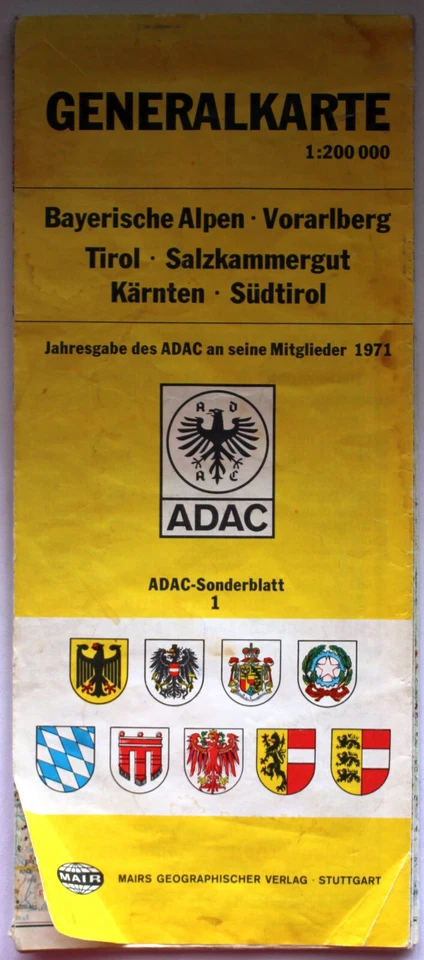 GENERALKARTE
1:200 000
Bayerische Alpen · Vorarlberg
Tirol · Salzkammergut
Kärnten · Südtirol
Jahresgabe des ADAC an seine Mitglieder 1971
A D
A C
ADAC
ADAC-Sonderblatt
1
MAIR
MAIRS GEOGRAPHISCHER VERLAG · STUTTGART